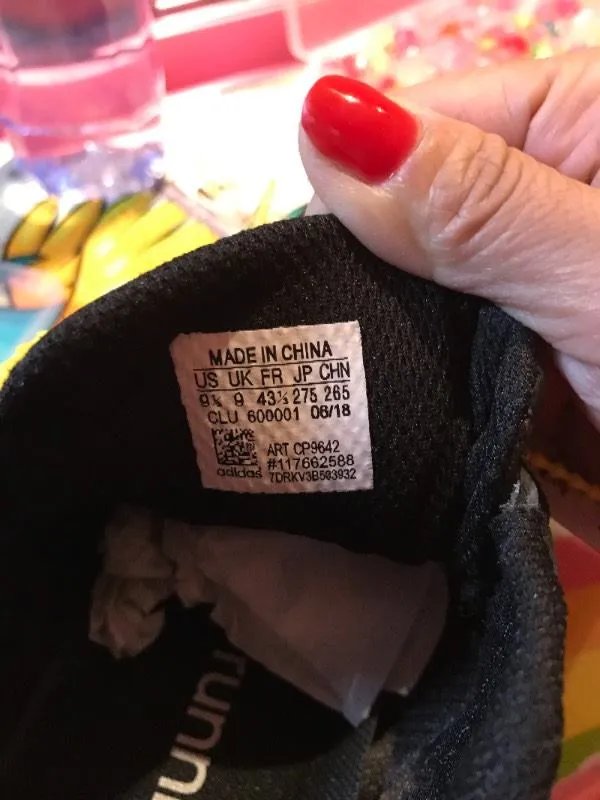 MADE IN CHINA
US UK FR JP CHN
9½ 9 43⅓ 275 265
CLU 600001 06/18
ART CP9642
#117662588
adidas 7DRKV3B503932
runni